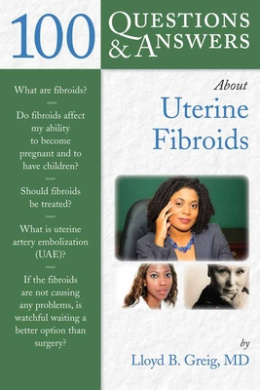 100 QUESTIONS
& ANSWERS
About
Uterine
Fibroids
What are fibroids?
Do fibroids affect
my ability
to become
pregnant and to
have children?
Should fibroids
be treated?
What is uterine
artery embolization
(UAE)?
If the fibroids
are not causing
any problems, is
watchful waiting a
better option than
surgery?
by
Lloyd B. Greig, MD